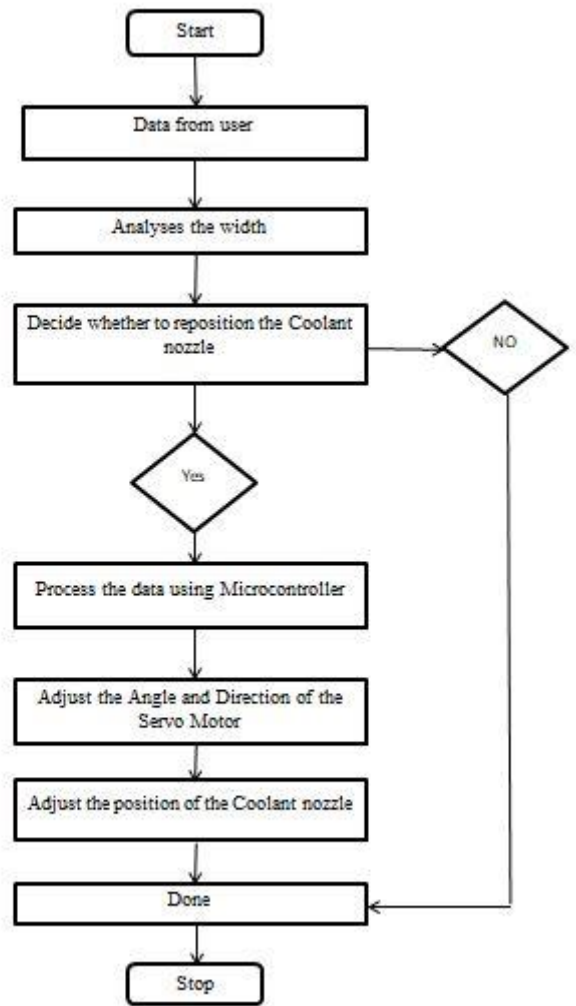 Start
Data from user
Analyses the width
Decide whether to reposition the Coolant
nozzle
NO
Yes
Process the data using Microcontroller
Adjust the Angle and Direction of the
Servo Motor
Adjust the position of the Coolant nozzle
Done
Stop